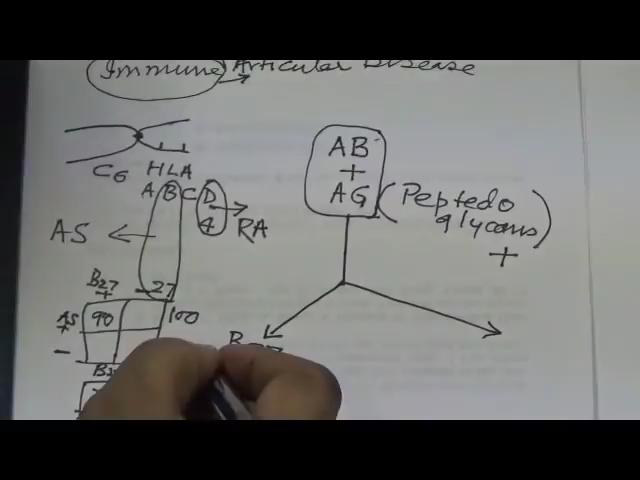 Immune Articular Disease
C6 HLA
A B C D
4 RA
AS
27
B27
+
AS 90 100
+
-
AB
+
AG (Peptedo
glycans)
+